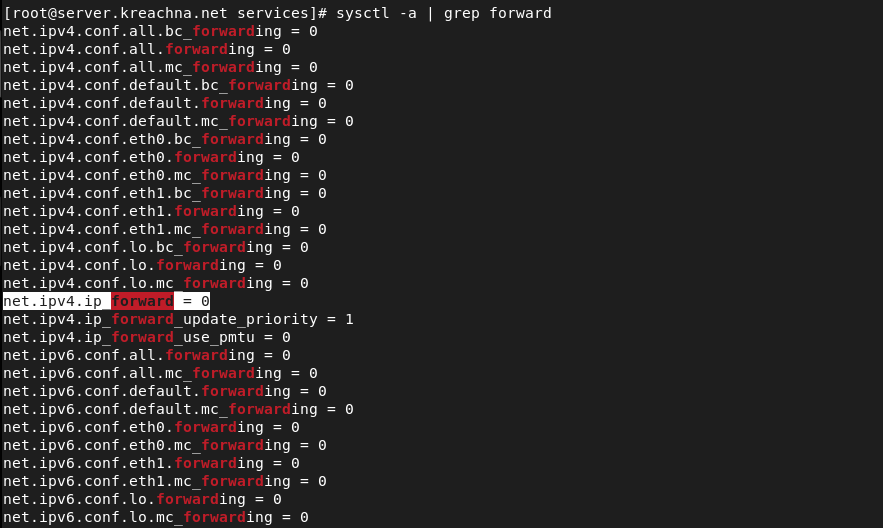 [root@server.kreachna.net services]# sysctl -a | grep forward
net.ipv4.conf.all.bc_forwarding = 0
net.ipv4.conf.all.forwarding = 0
net.ipv4.conf.all.mc_forwarding = 0
net.ipv4.conf.default.bc_forwarding = 0
net.ipv4.conf.default.forwarding = 0
net.ipv4.conf.default.mc_forwarding = 0
net.ipv4.conf.eth0.bc_forwarding = 0
net.ipv4.conf.eth0.forwarding = 0
net.ipv4.conf.eth0.mc_forwarding = 0
net.ipv4.conf.eth1.bc_forwarding = 0
net.ipv4.conf.eth1.forwarding = 0
net.ipv4.conf.eth1.mc_forwarding = 0
net.ipv4.conf.lo.bc_forwarding = 0
net.ipv4.conf.lo.forwarding = 0
net.ipv4.conf.lo.mc_forwarding = 0
net.ipv4.ip_forward = 0
net.ipv4.ip_forward_update_priority = 1
net.ipv4.ip_forward_use_pmtu = 0
net.ipv6.conf.all.forwarding = 0
net.ipv6.conf.all.mc_forwarding = 0
net.ipv6.conf.default.forwarding = 0
net.ipv6.conf.default.mc_forwarding = 0
net.ipv6.conf.eth0.forwarding = 0
net.ipv6.conf.eth0.mc_forwarding = 0
net.ipv6.conf.eth1.forwarding = 0
net.ipv6.conf.eth1.mc_forwarding = 0
net.ipv6.conf.lo.forwarding = 0
net.ipv6.conf.lo.mc_forwarding = 0